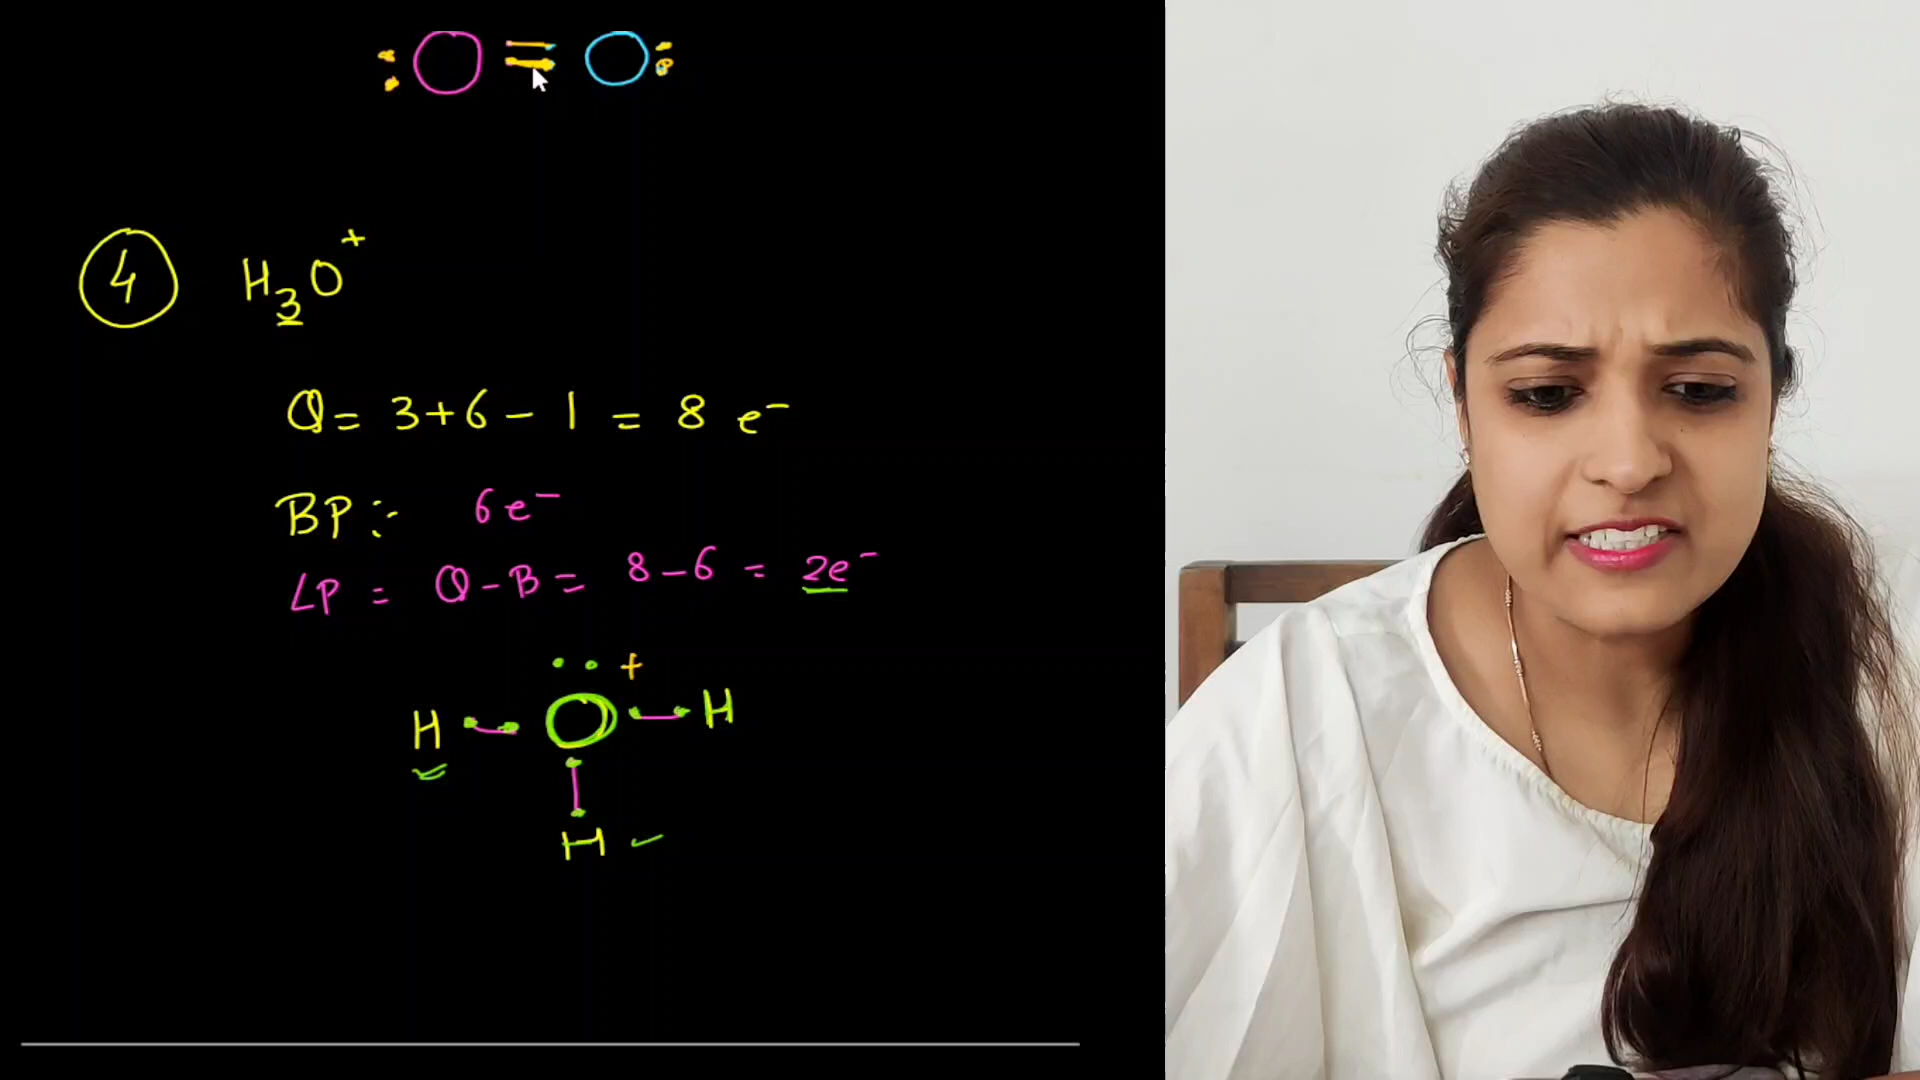 :O=O:
4 H₃O⁺
Q = 3+6-1 = 8 e⁻
BP :- 6e⁻
LP = Q-B = 8-6 = 2e⁻
.. +
H O H
H